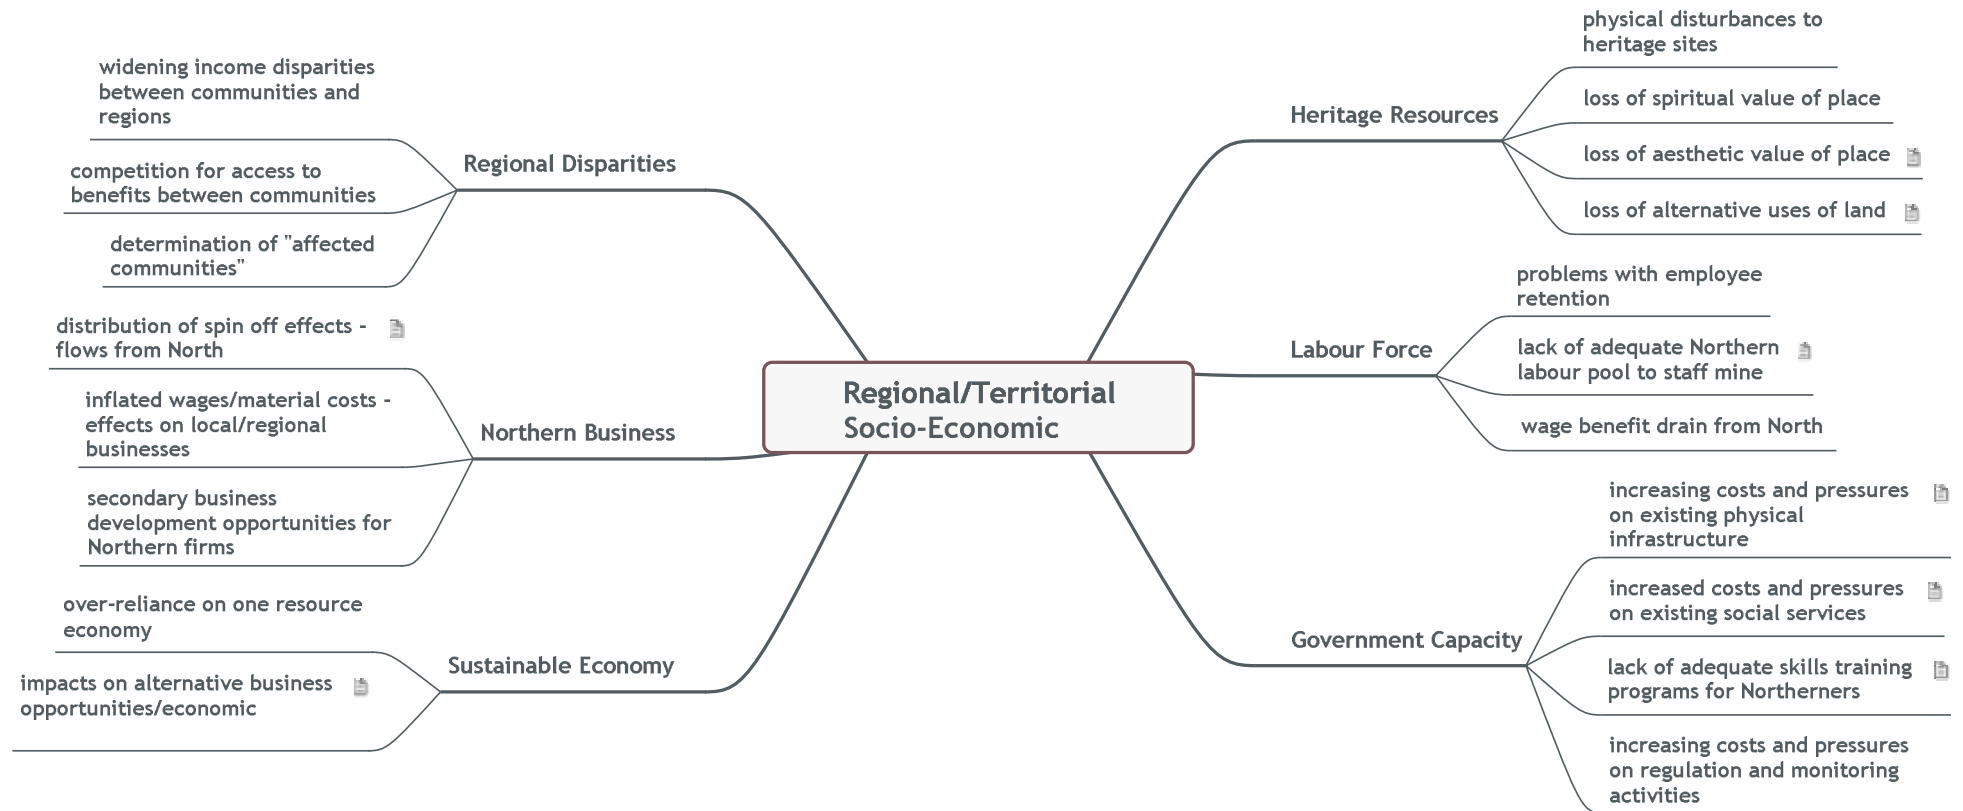 Regional/Territorial
Socio-Economic
Regional Disparities
widening income disparities
between communities and
regions
competition for access to
benefits between communities
determination of "affected
communities"
Northern Business
distribution of spin off effects -
flows from North
inflated wages/material costs -
effects on local/regional
businesses
secondary business
development opportunities for
Northern firms
Sustainable Economy
over-reliance on one resource
economy
impacts on alternative business
opportunities/economic
Heritage Resources
physical disturbances to
heritage sites
loss of spiritual value of place
loss of aesthetic value of place
loss of alternative uses of land
Labour Force
problems with employee
retention
lack of adequate Northern
labour pool to staff mine
wage benefit drain from North
Government Capacity
increasing costs and pressures
on existing physical
infrastructure
increased costs and pressures
on existing social services
lack of adequate skills training
programs for Northerners
increasing costs and pressures
on regulation and monitoring
activities